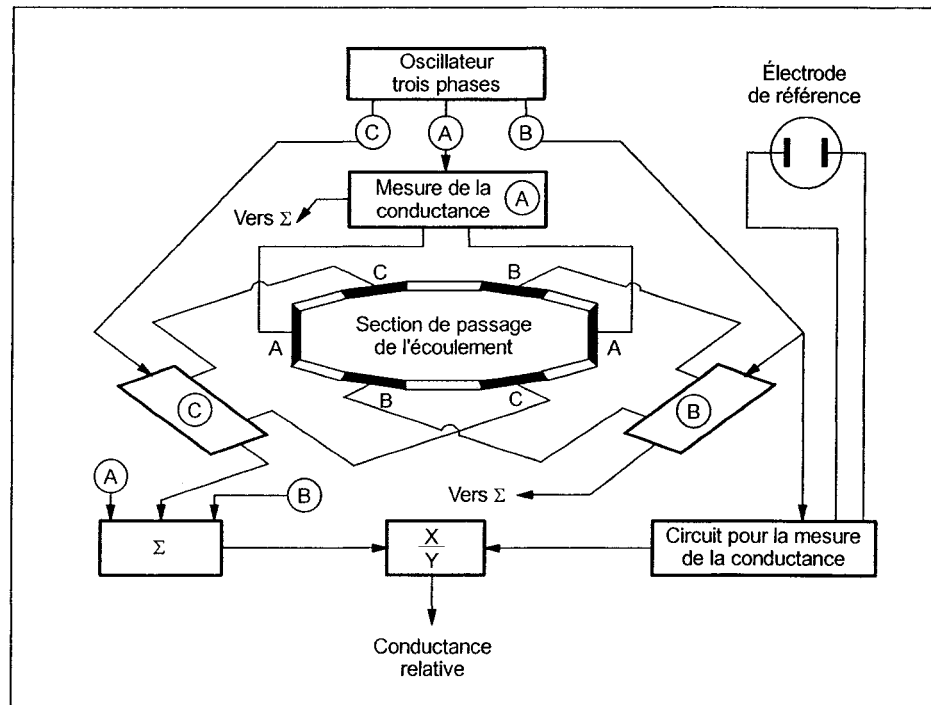 Oscillateur
trois phases
Électrode
de référence
C
A
B
Mesure de la
conductance
A
Vers Σ
C
B
Section de passage
de l'écoulement
A
A
B
C
C
B
A
B
Vers Σ
Σ
X
Y
Circuit pour la mesure
de la conductance
Conductance
relative